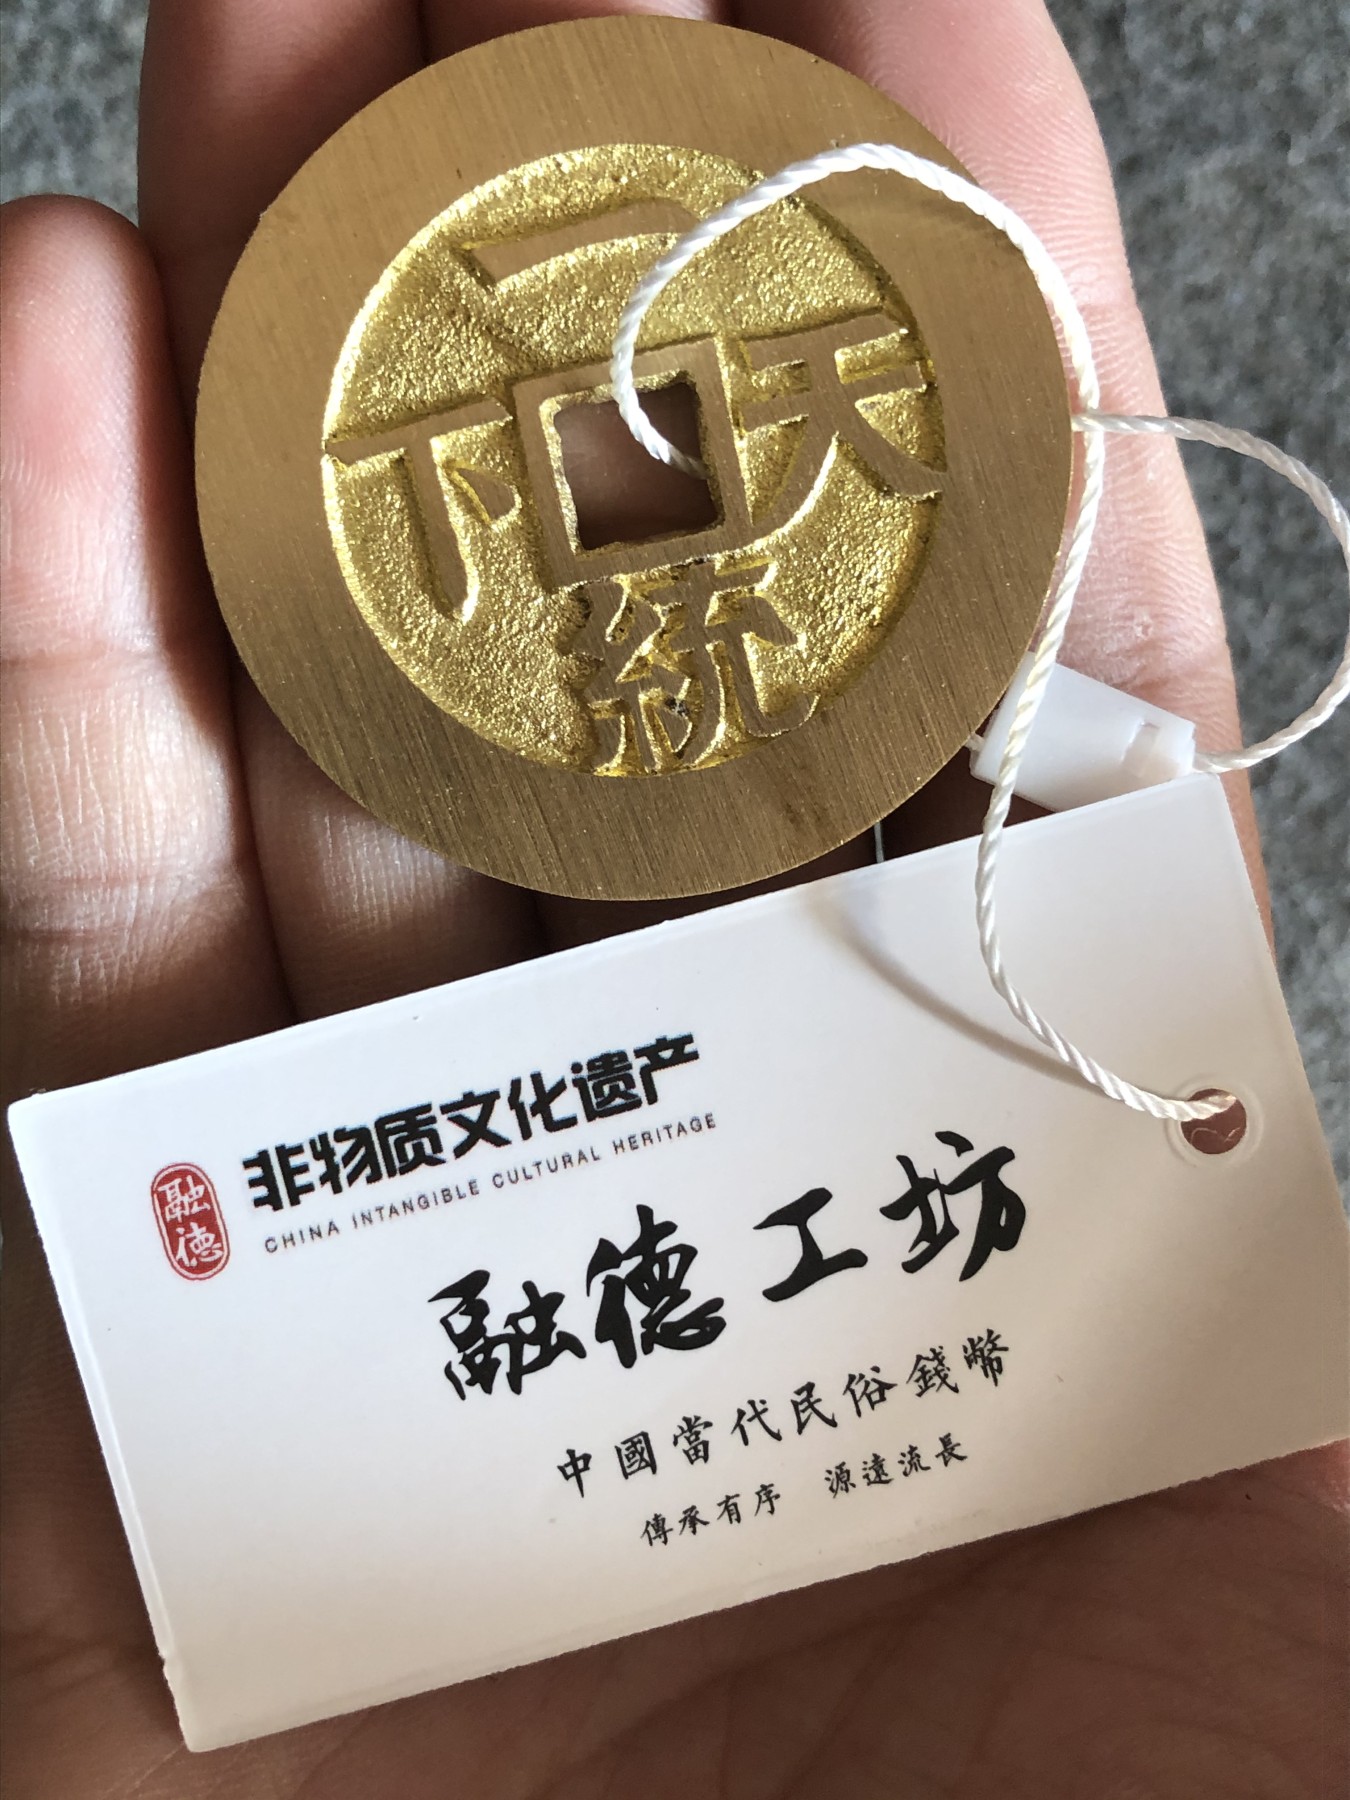 一統天下
融德
非物质文化遗产
CHINA INTANGIBLE CULTURAL HERITAGE
融德工坊
中國當代民俗錢幣
傳承有序 源遠流長